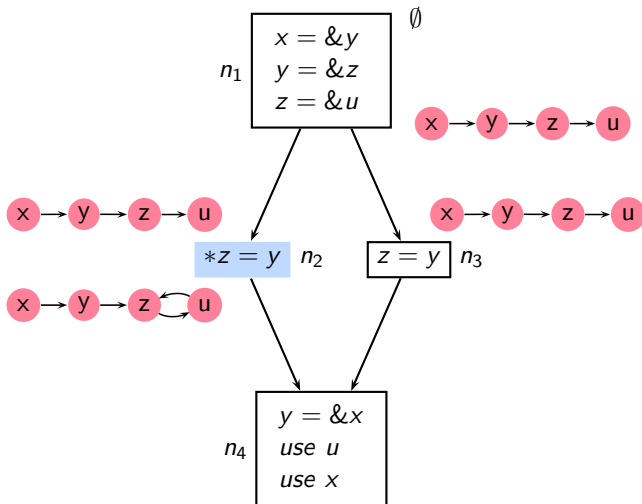 ∅
x = &y
n1
y = &z
z = &u
x y z u
x y z u
x y z u
*z = y n2
z = y n3
x y z u
y = &x
n4
use u
use x